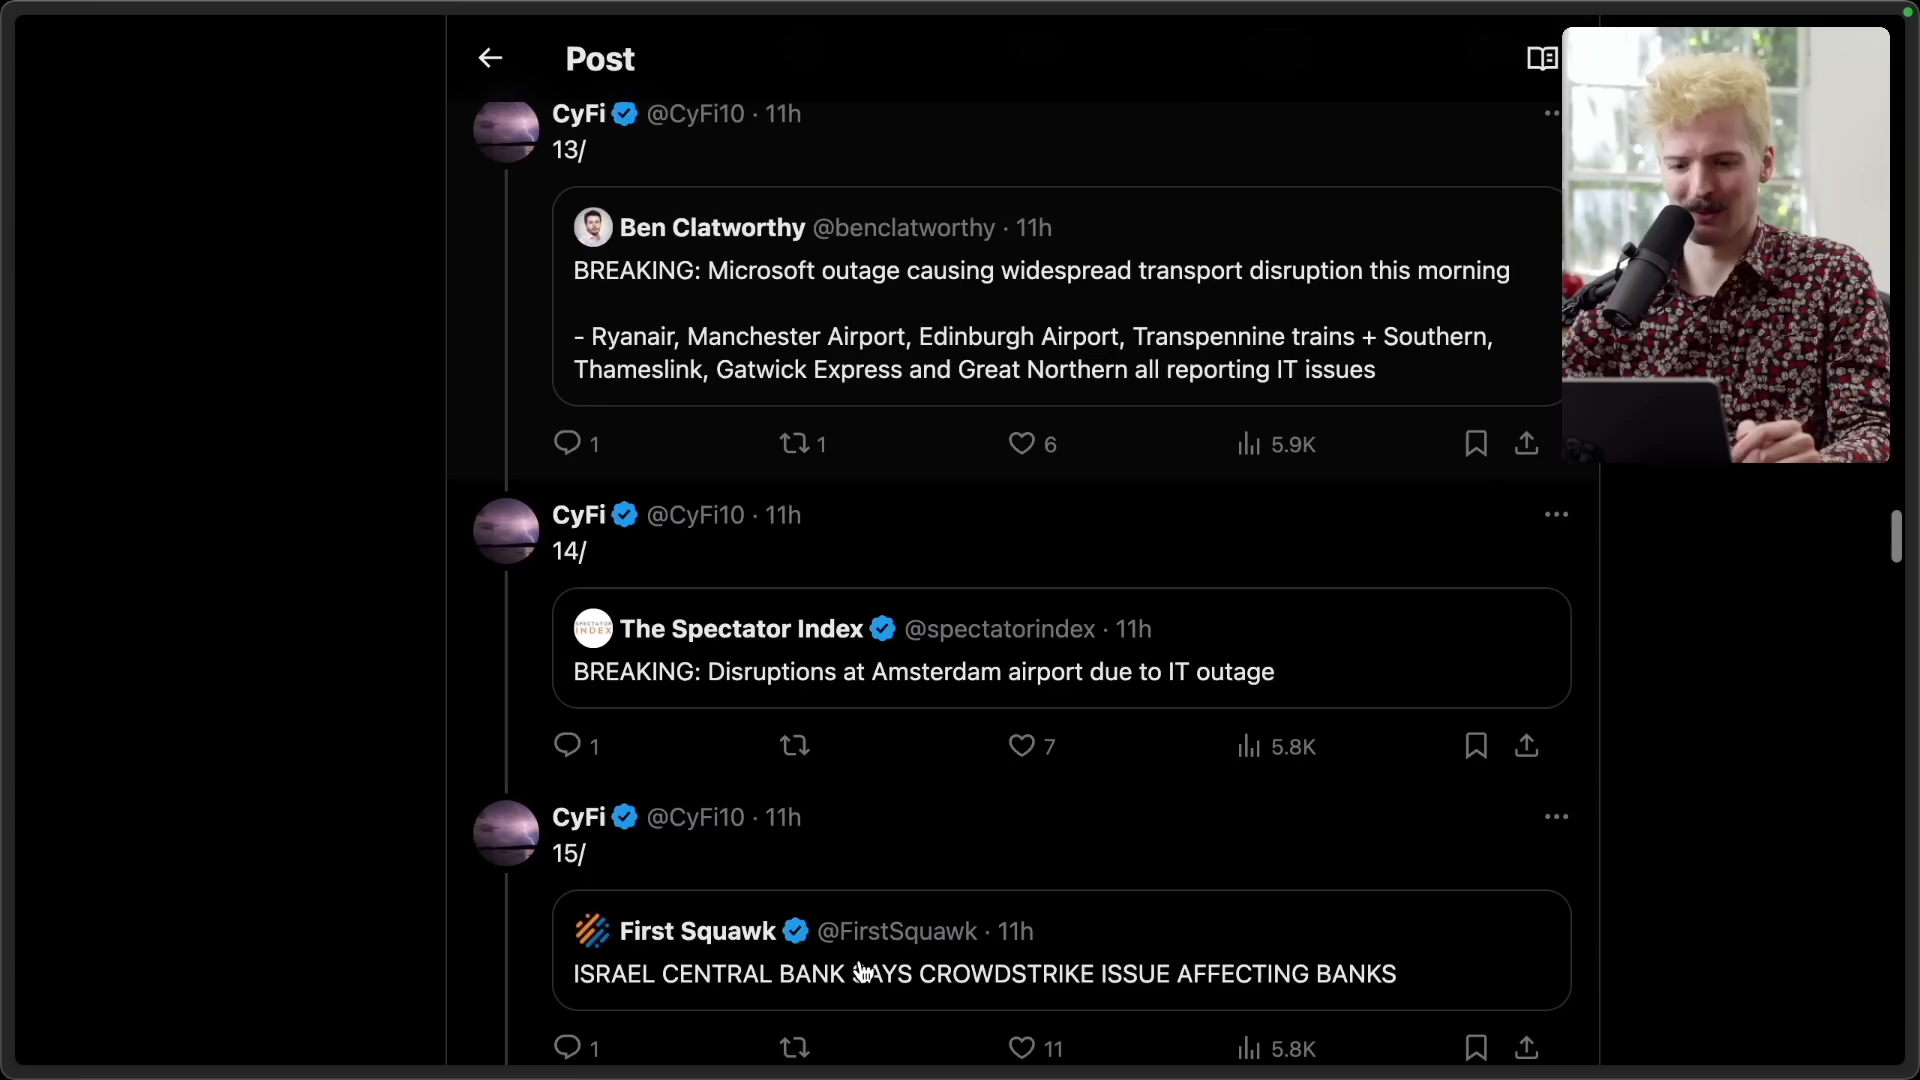 Post
CyFi @CyFi10 · 11h
13/
Ben Clatworthy @benclatworthy · 11h
BREAKING: Microsoft outage causing widespread transport disruption this morning
- Ryanair, Manchester Airport, Edinburgh Airport, Transpennine trains + Southern,
Thameslink, Gatwick Express and Great Northern all reporting IT issues
1 1 6 5.9K
CyFi @CyFi10 · 11h
14/
SPECTATOR
INDEX
The Spectator Index @spectatorindex · 11h
BREAKING: Disruptions at Amsterdam airport due to IT outage
1 7 5.8K
CyFi @CyFi10 · 11h
15/
First Squawk @FirstSquawk · 11h
ISRAEL CENTRAL BANK SAYS CROWDSTRIKE ISSUE AFFECTING BANKS
1 11 5.8K